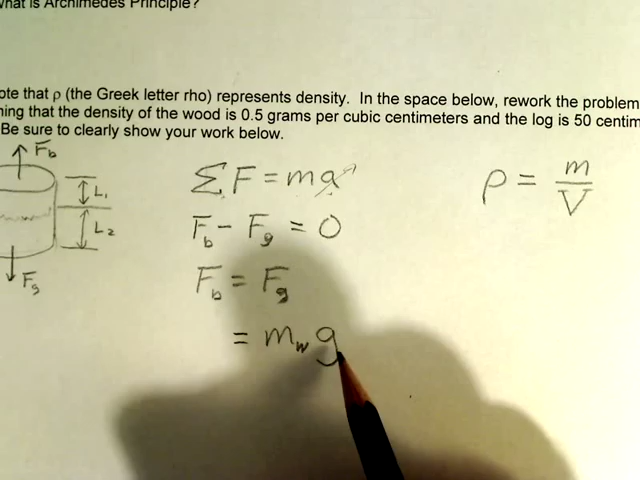 What is Archimedes Principle?
ote that ρ (the Greek letter rho) represents density. In the space below, rework the problem
ing that the density of the wood is 0.5 grams per cubic centimeters and the log is 50 centim
Be sure to clearly show your work below.
F_b
L_1
L_2
F_g
ΣF = ma
F_b - F_g = 0
F_b = F_g
= m_w g
ρ = m/V